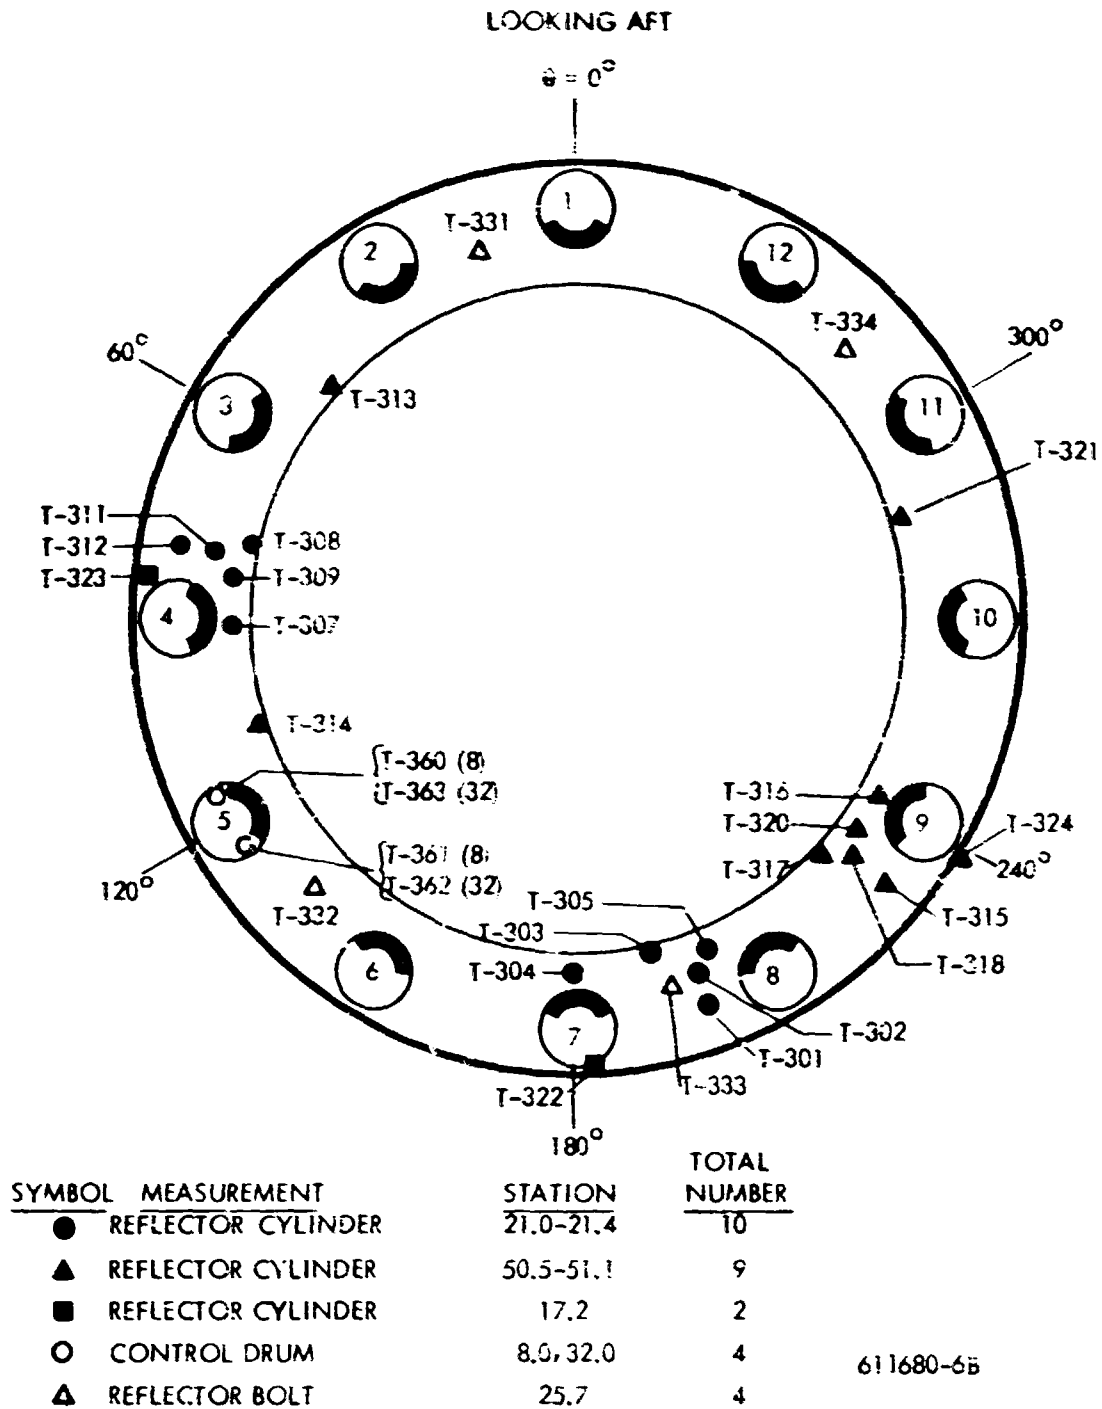 LOOKING AFT
θ = 0°
1
T-331
2
12
T-334
60°
300°
3
T-313
11
T-321
T-311
T-312
T-308
T-323
T-309
4
T-307
10
T-314
T-360 (8)
T-363 (32)
T-316
5
T-320
9
T-324
T-361 (8)
T-317
240°
120°
T-362 (32)
T-305
T-332
T-315
T-303
6
T-304
8
T-318
7
T-302
T-301
T-322
T-333
180°
TOTAL
SYMBOL MEASUREMENT STATION NUMBER
REFLECTOR CYLINDER 21.0-21.4 10
REFLECTOR CYLINDER 50.5-51.1 9
REFLECTOR CYLINDER 17.2 2
CONTROL DRUM 8.0,32.0 4
611680-6B
REFLECTOR BOLT 25.7 4